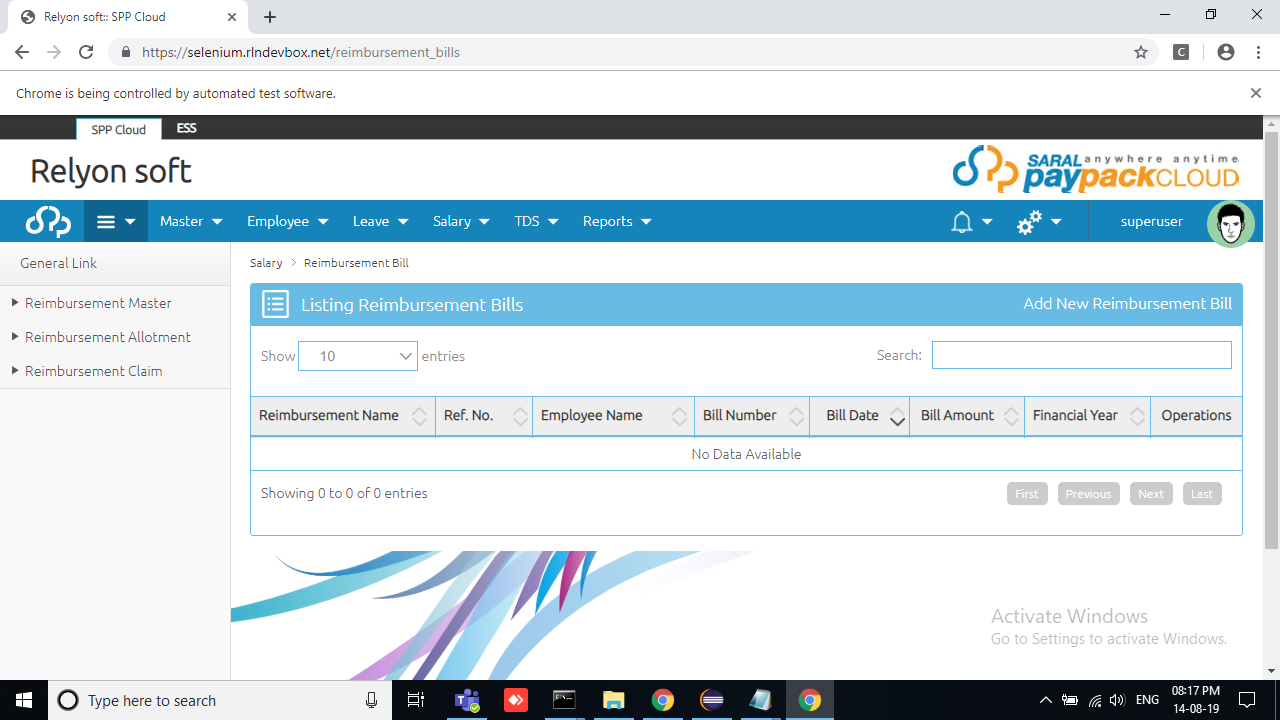 Relyon soft:: SPP Cloud
https://selenium.rlndevbox.net/reimbursement_bills
C
Chrome is being controlled by automated test software.
SPP Cloud ESS
Relyon soft
SARAL anywhere anytime
paypackCLOUD
Master Employee Leave Salary TDS Reports superuser
General Link
Reimbursement Master
Reimbursement Allotment
Reimbursement Claim
Salary Reimbursement Bill
Listing Reimbursement Bills Add New Reimbursement Bill
Show 10 entries Search:
Reimbursement Name Ref. No. Employee Name Bill Number Bill Date Bill Amount Financial Year Operations
No Data Available
Showing 0 to 0 of 0 entries First Previous Next Last
Activate Windows
Go to Settings to activate Windows.
Type here to search ENG 08:17 PM
14-08-19